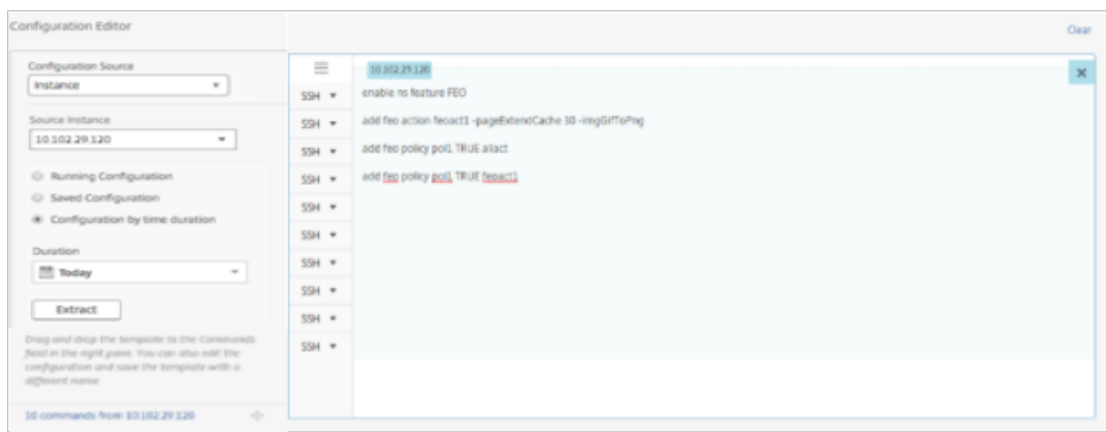 Configuration Editor
Clear
Configuration Source
Instance
Source Instance
10.102.29.120
Running Configuration
Saved Configuration
Configuration by time duration
Duration
Today
Extract
Drag and drop the template to the Commands
field in the right pane. You can also edit the
configuration and save the template with a
different name
10 commands from 10.102.29.120
10.102.29.120
SSH enable ns feature FEO
SSH add feo action feoact1 -pageExtendCache 30 -imgGifToPng
SSH add feo policy pol1 TRUE allact
SSH add feo policy pol1 TRUE feoact1
SSH
SSH
SSH
SSH
SSH
SSH